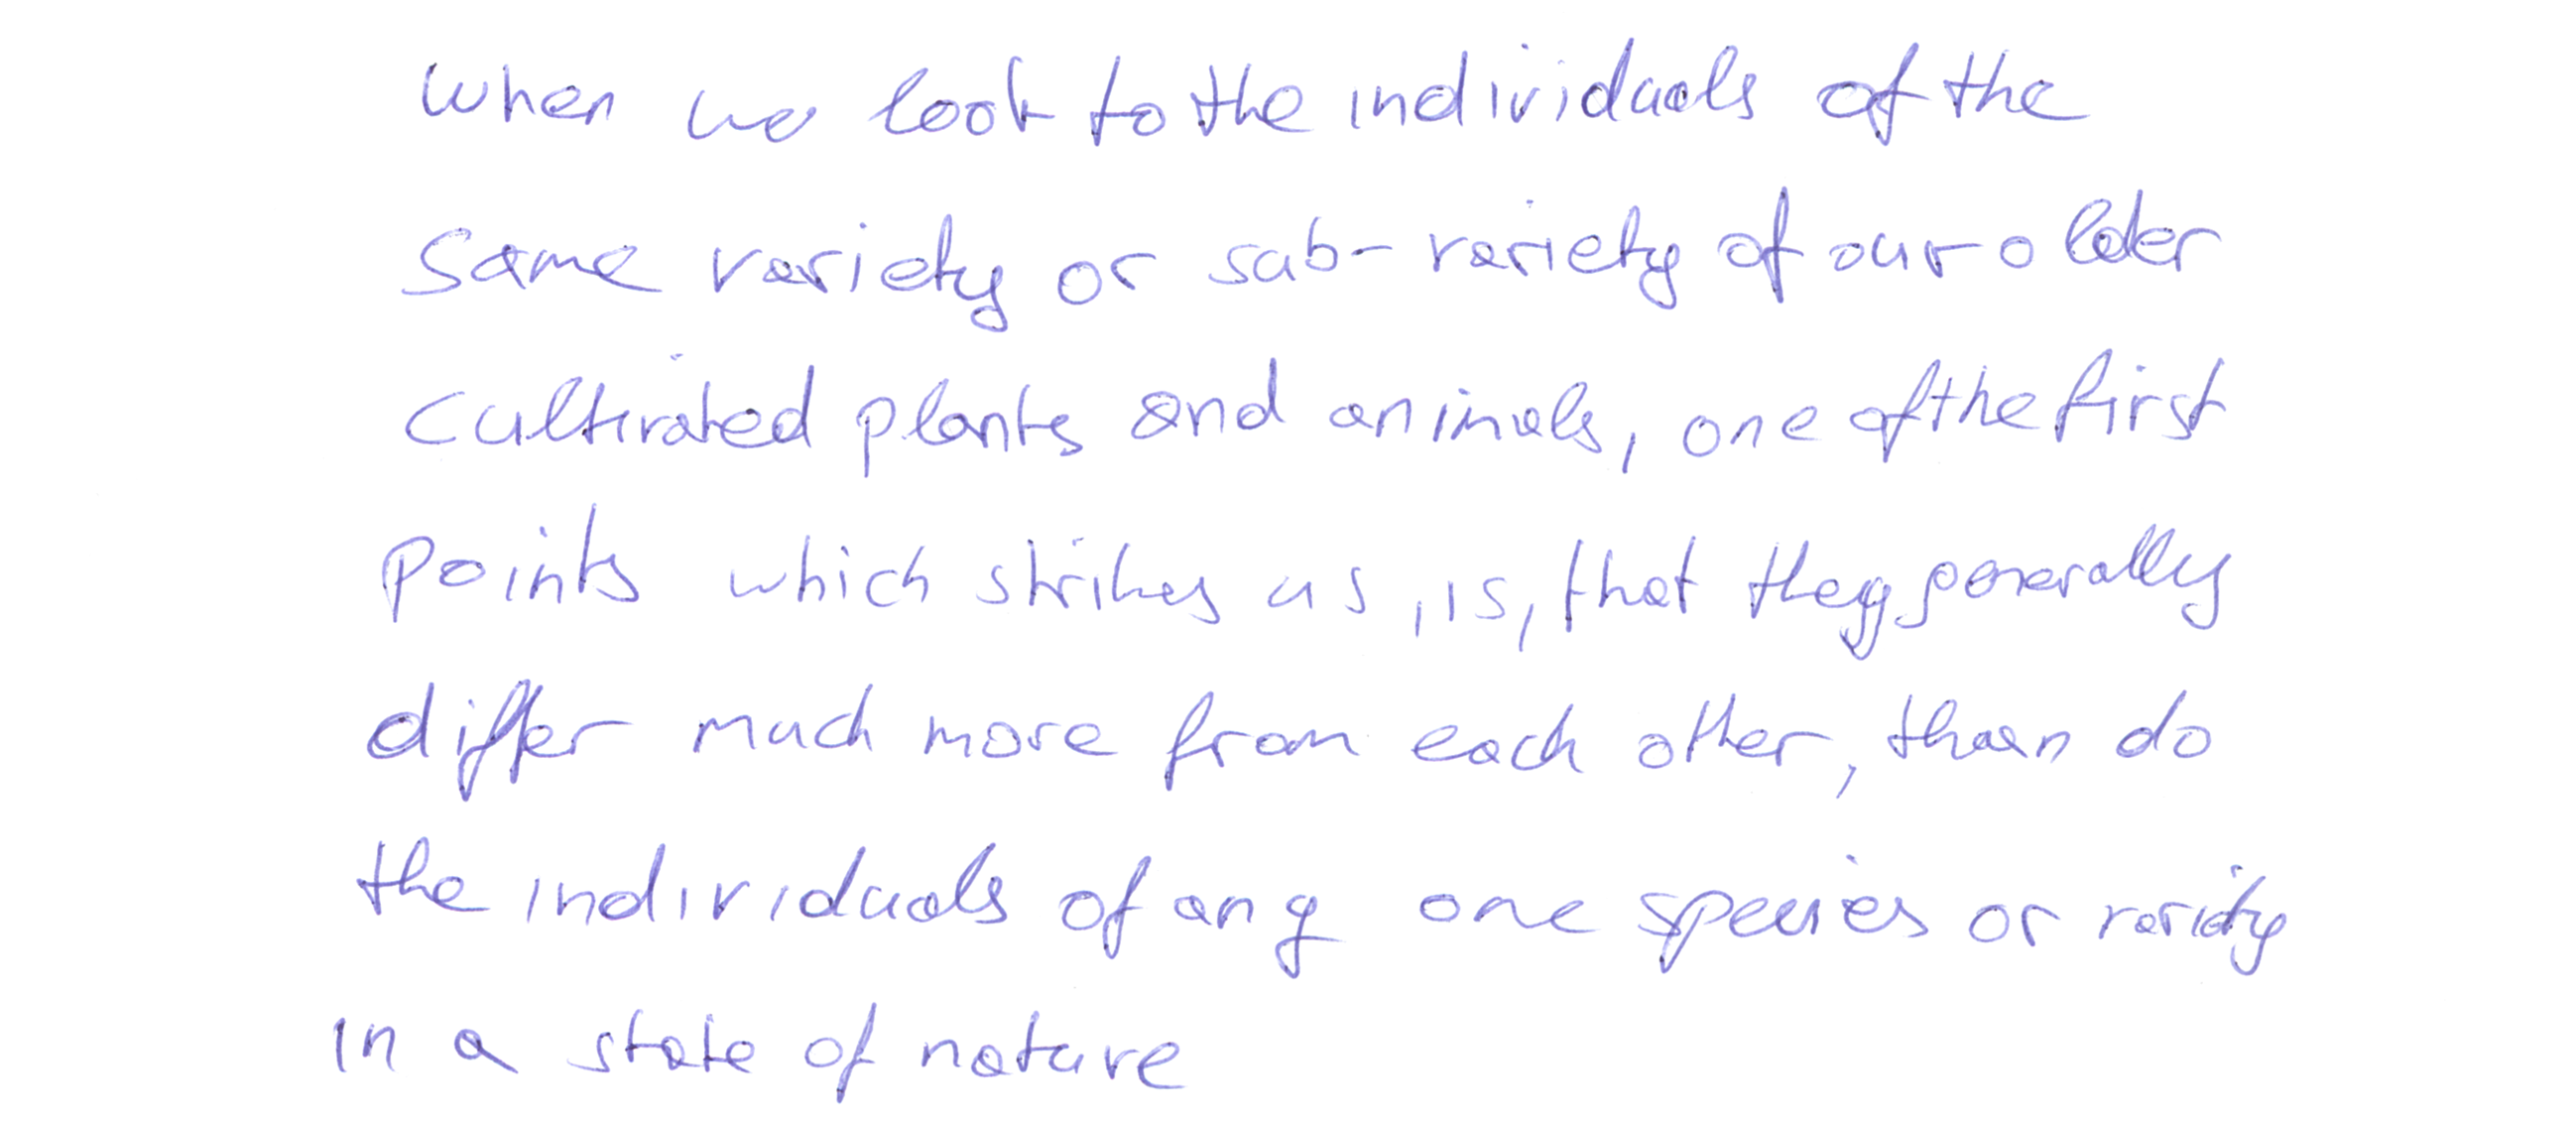 When we look to the individuals of the
same variety or sub-variety of our older
cultivated plants and animals, one of the first
points which strikes us, is, that they generally
differ much more from each other, than do
the individuals of any one species or variety
in a state of nature